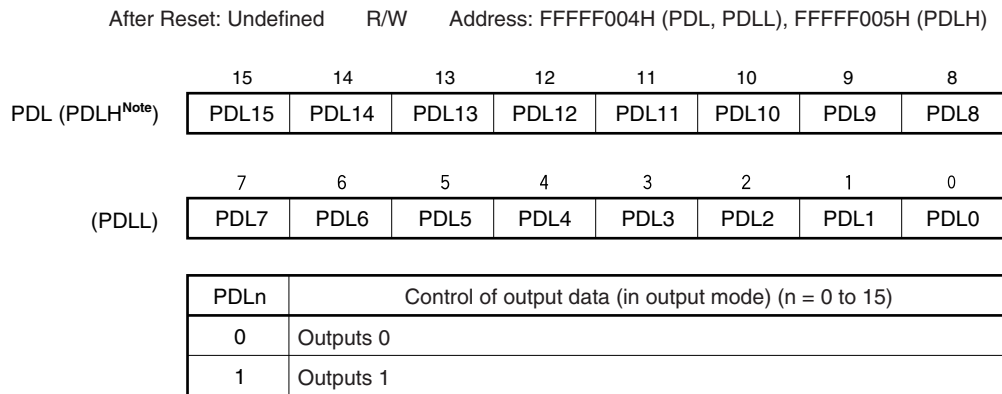 After Reset: Undefined R/W Address: FFFFF004H (PDL, PDLL), FFFFF005H (PDLH)
15 14 13 12 11 10 9 8
PDL (PDLHNote) PDL15 PDL14 PDL13 PDL12 PDL11 PDL10 PDL9 PDL8
7 6 5 4 3 2 1 0
(PDLL) PDL7 PDL6 PDL5 PDL4 PDL3 PDL2 PDL1 PDL0
PDLn Control of output data (in output mode) (n = 0 to 15)
0 Outputs 0
1 Outputs 1